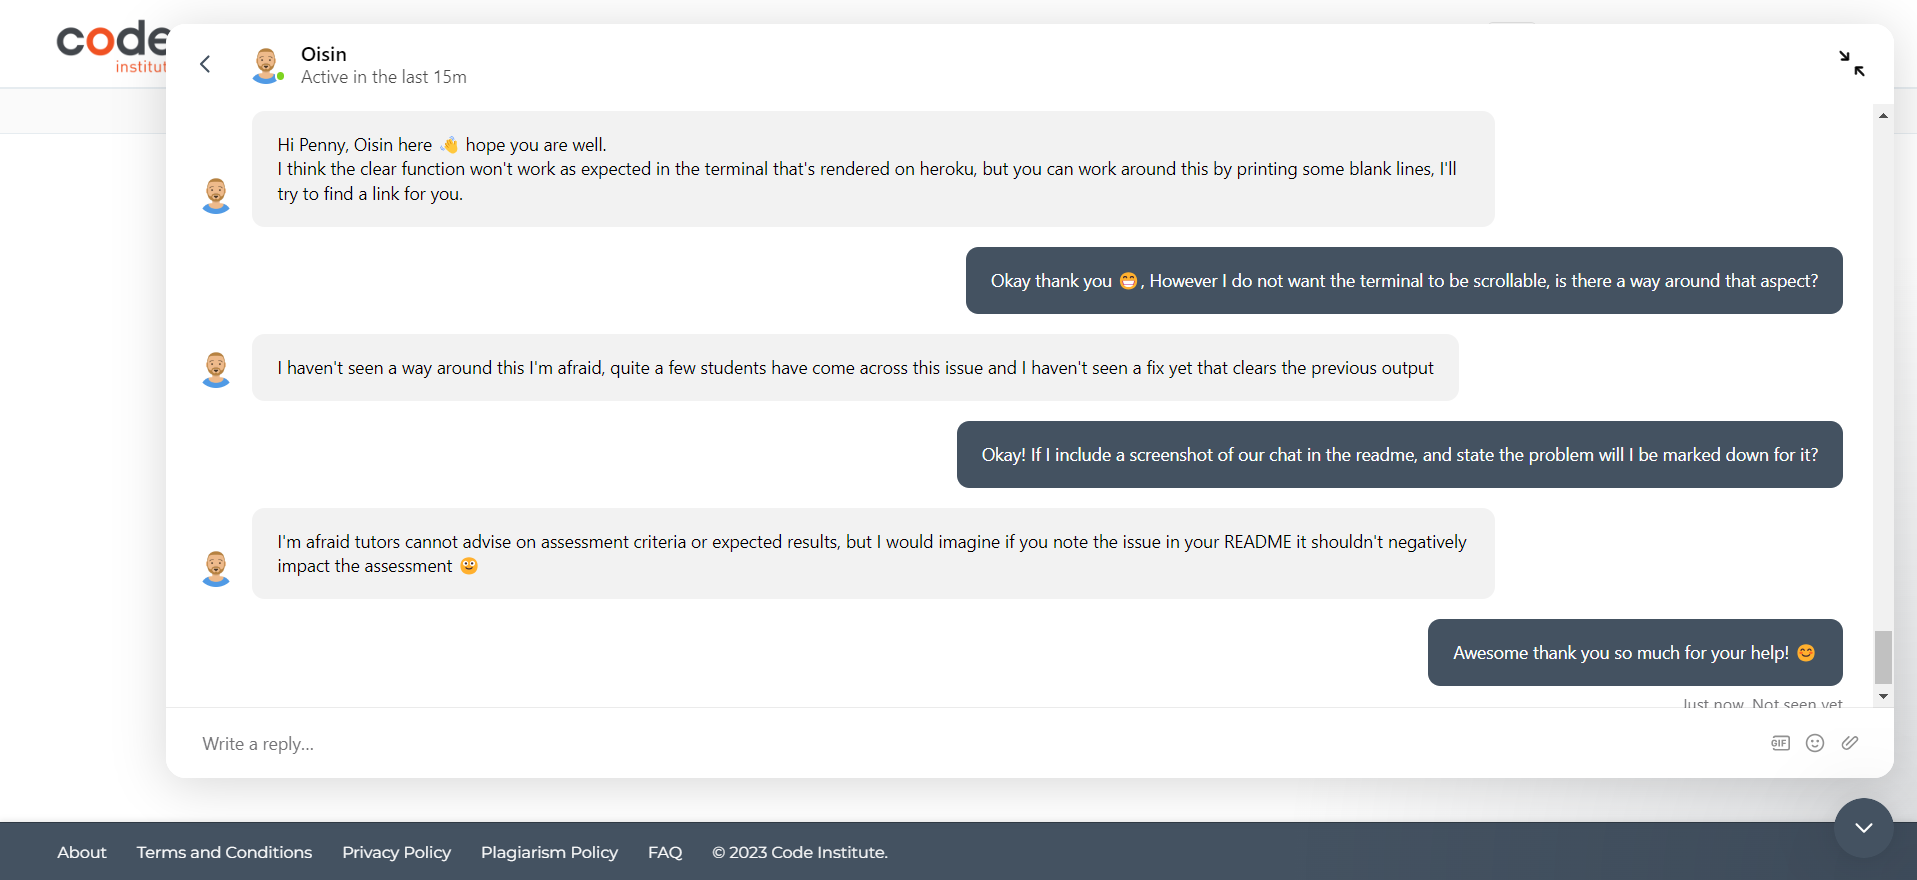 code
institut
Oisin
Active in the last 15m
Hi Penny, Oisin here 👋 hope you are well.
I think the clear function won't work as expected in the terminal that's rendered on heroku, but you can work around this by printing some blank lines, I'll
try to find a link for you.
Okay thank you 😁, However I do not want the terminal to be scrollable, is there a way around that aspect?
I haven't seen a way around this I'm afraid, quite a few students have come across this issue and I haven't seen a fix yet that clears the previous output
Okay! If I include a screenshot of our chat in the readme, and state the problem will I be marked down for it?
I'm afraid tutors cannot advise on assessment criteria or expected results, but I would imagine if you note the issue in your README it shouldn't negatively
impact the assessment 🙂
Awesome thank you so much for your help! 😊
Just now. Not seen yet
Write a reply...
GIF
About Terms and Conditions Privacy Policy Plagiarism Policy FAQ © 2023 Code Institute.